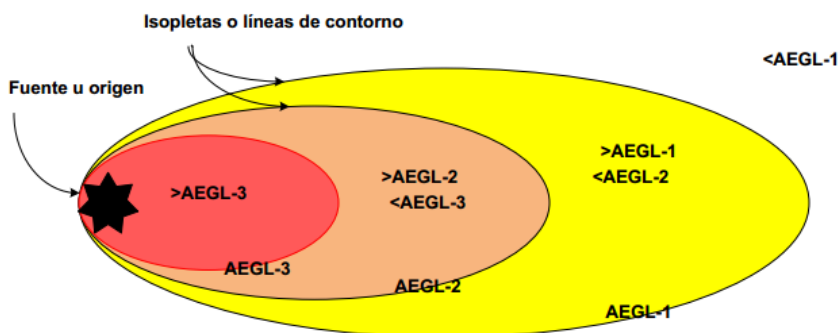 Isopletas o líneas de contorno
<AEGL-1
Fuente u origen
>AEGL-1
<AEGL-2
>AEGL-2
<AEGL-3
>AEGL-3
AEGL-3
AEGL-2
AEGL-1